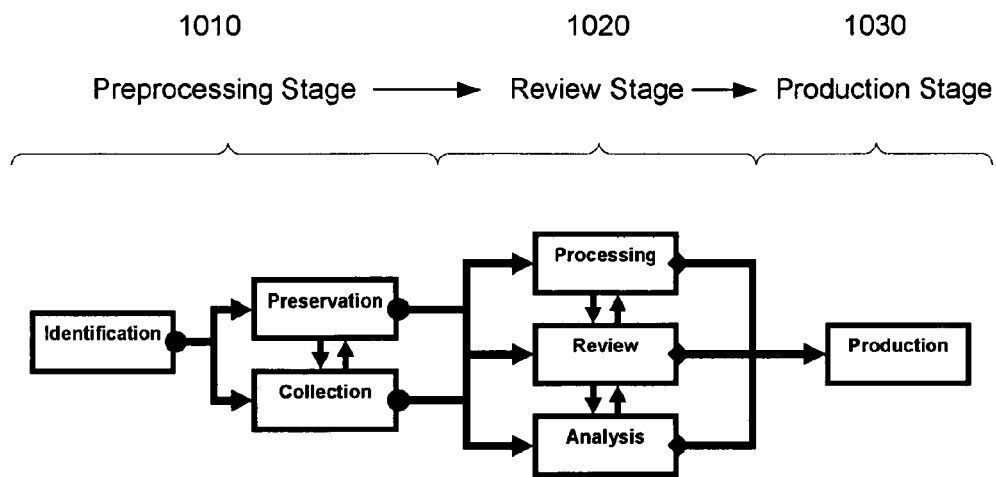 1010 1020 1030
Preprocessing Stage Review Stage Production Stage
Processing
Preservation
Identification
Review
Production
Collection
Analysis